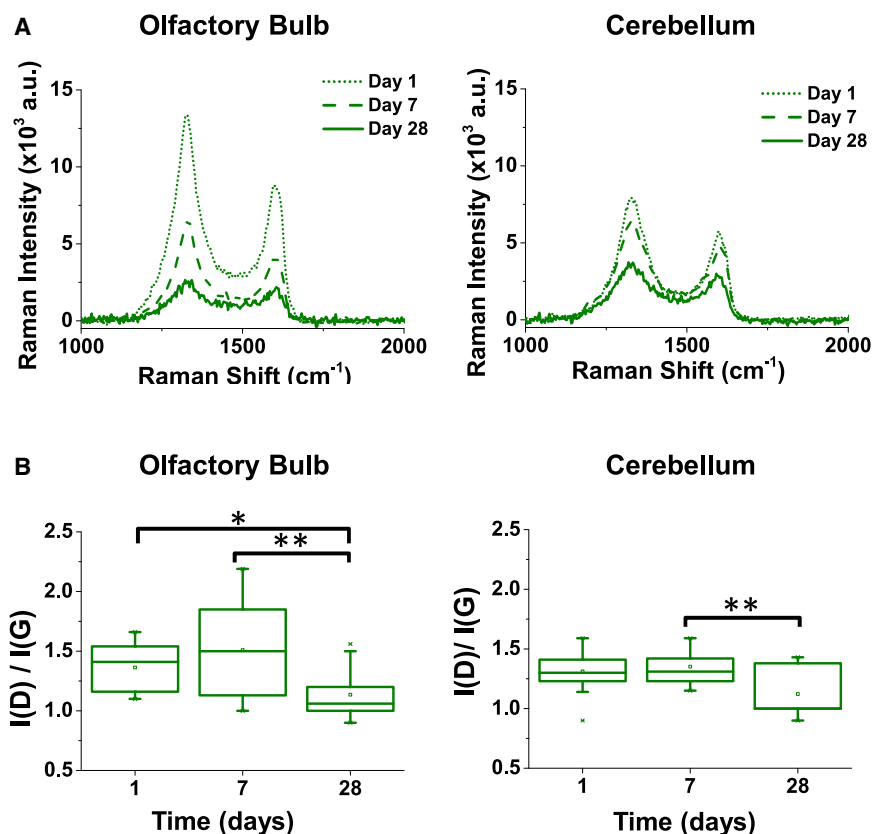 A
Olfactory Bulb
Raman Intensity (x10³ a.u.)
15
10
5
0
Day 1
Day 7
Day 28
1000 1500 2000
Raman Shift (cm⁻¹)
Cerebellum
Raman Intensity (x10³ a.u.)
15
10
5
0
Day 1
Day 7
Day 28
1000 1500 2000
Raman Shift (cm⁻¹)
B
Olfactory Bulb
I(D) / I(G)
2.5
2.0
1.5
1.0
0.5
*
**
1 7 28
Time (days)
Cerebellum
I(D)/ I(G)
2.5
2.0
1.5
1.0
0.5
**
1 7 28
Time (days)